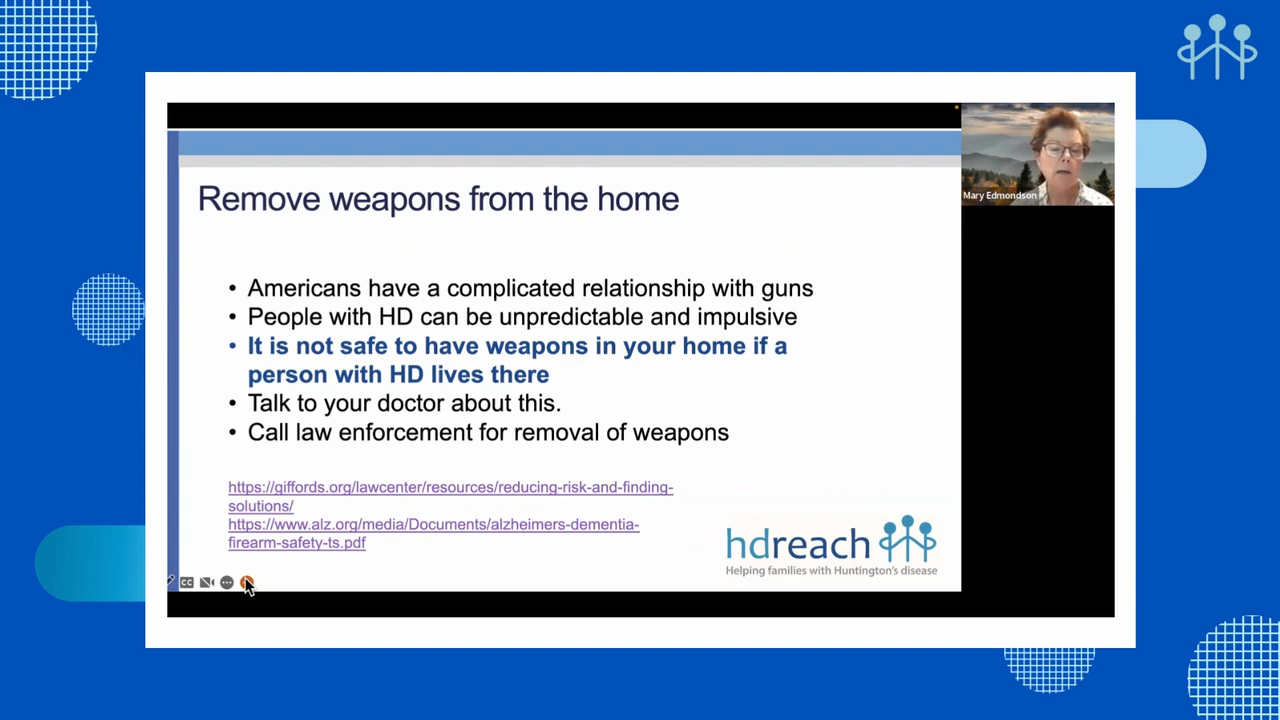 Remove weapons from the home
• Americans have a complicated relationship with guns
• People with HD can be unpredictable and impulsive
• It is not safe to have weapons in your home if a
person with HD lives there
• Talk to your doctor about this.
• Call law enforcement for removal of weapons
https://giffords.org/lawcenter/resources/reducing-risk-and-finding-
solutions/
https://www.alz.org/media/Documents/alzheimers-dementia-
firearm-safety-ts.pdf
hdreach
Helping families with Huntington's disease
CC
Mary Edmondson